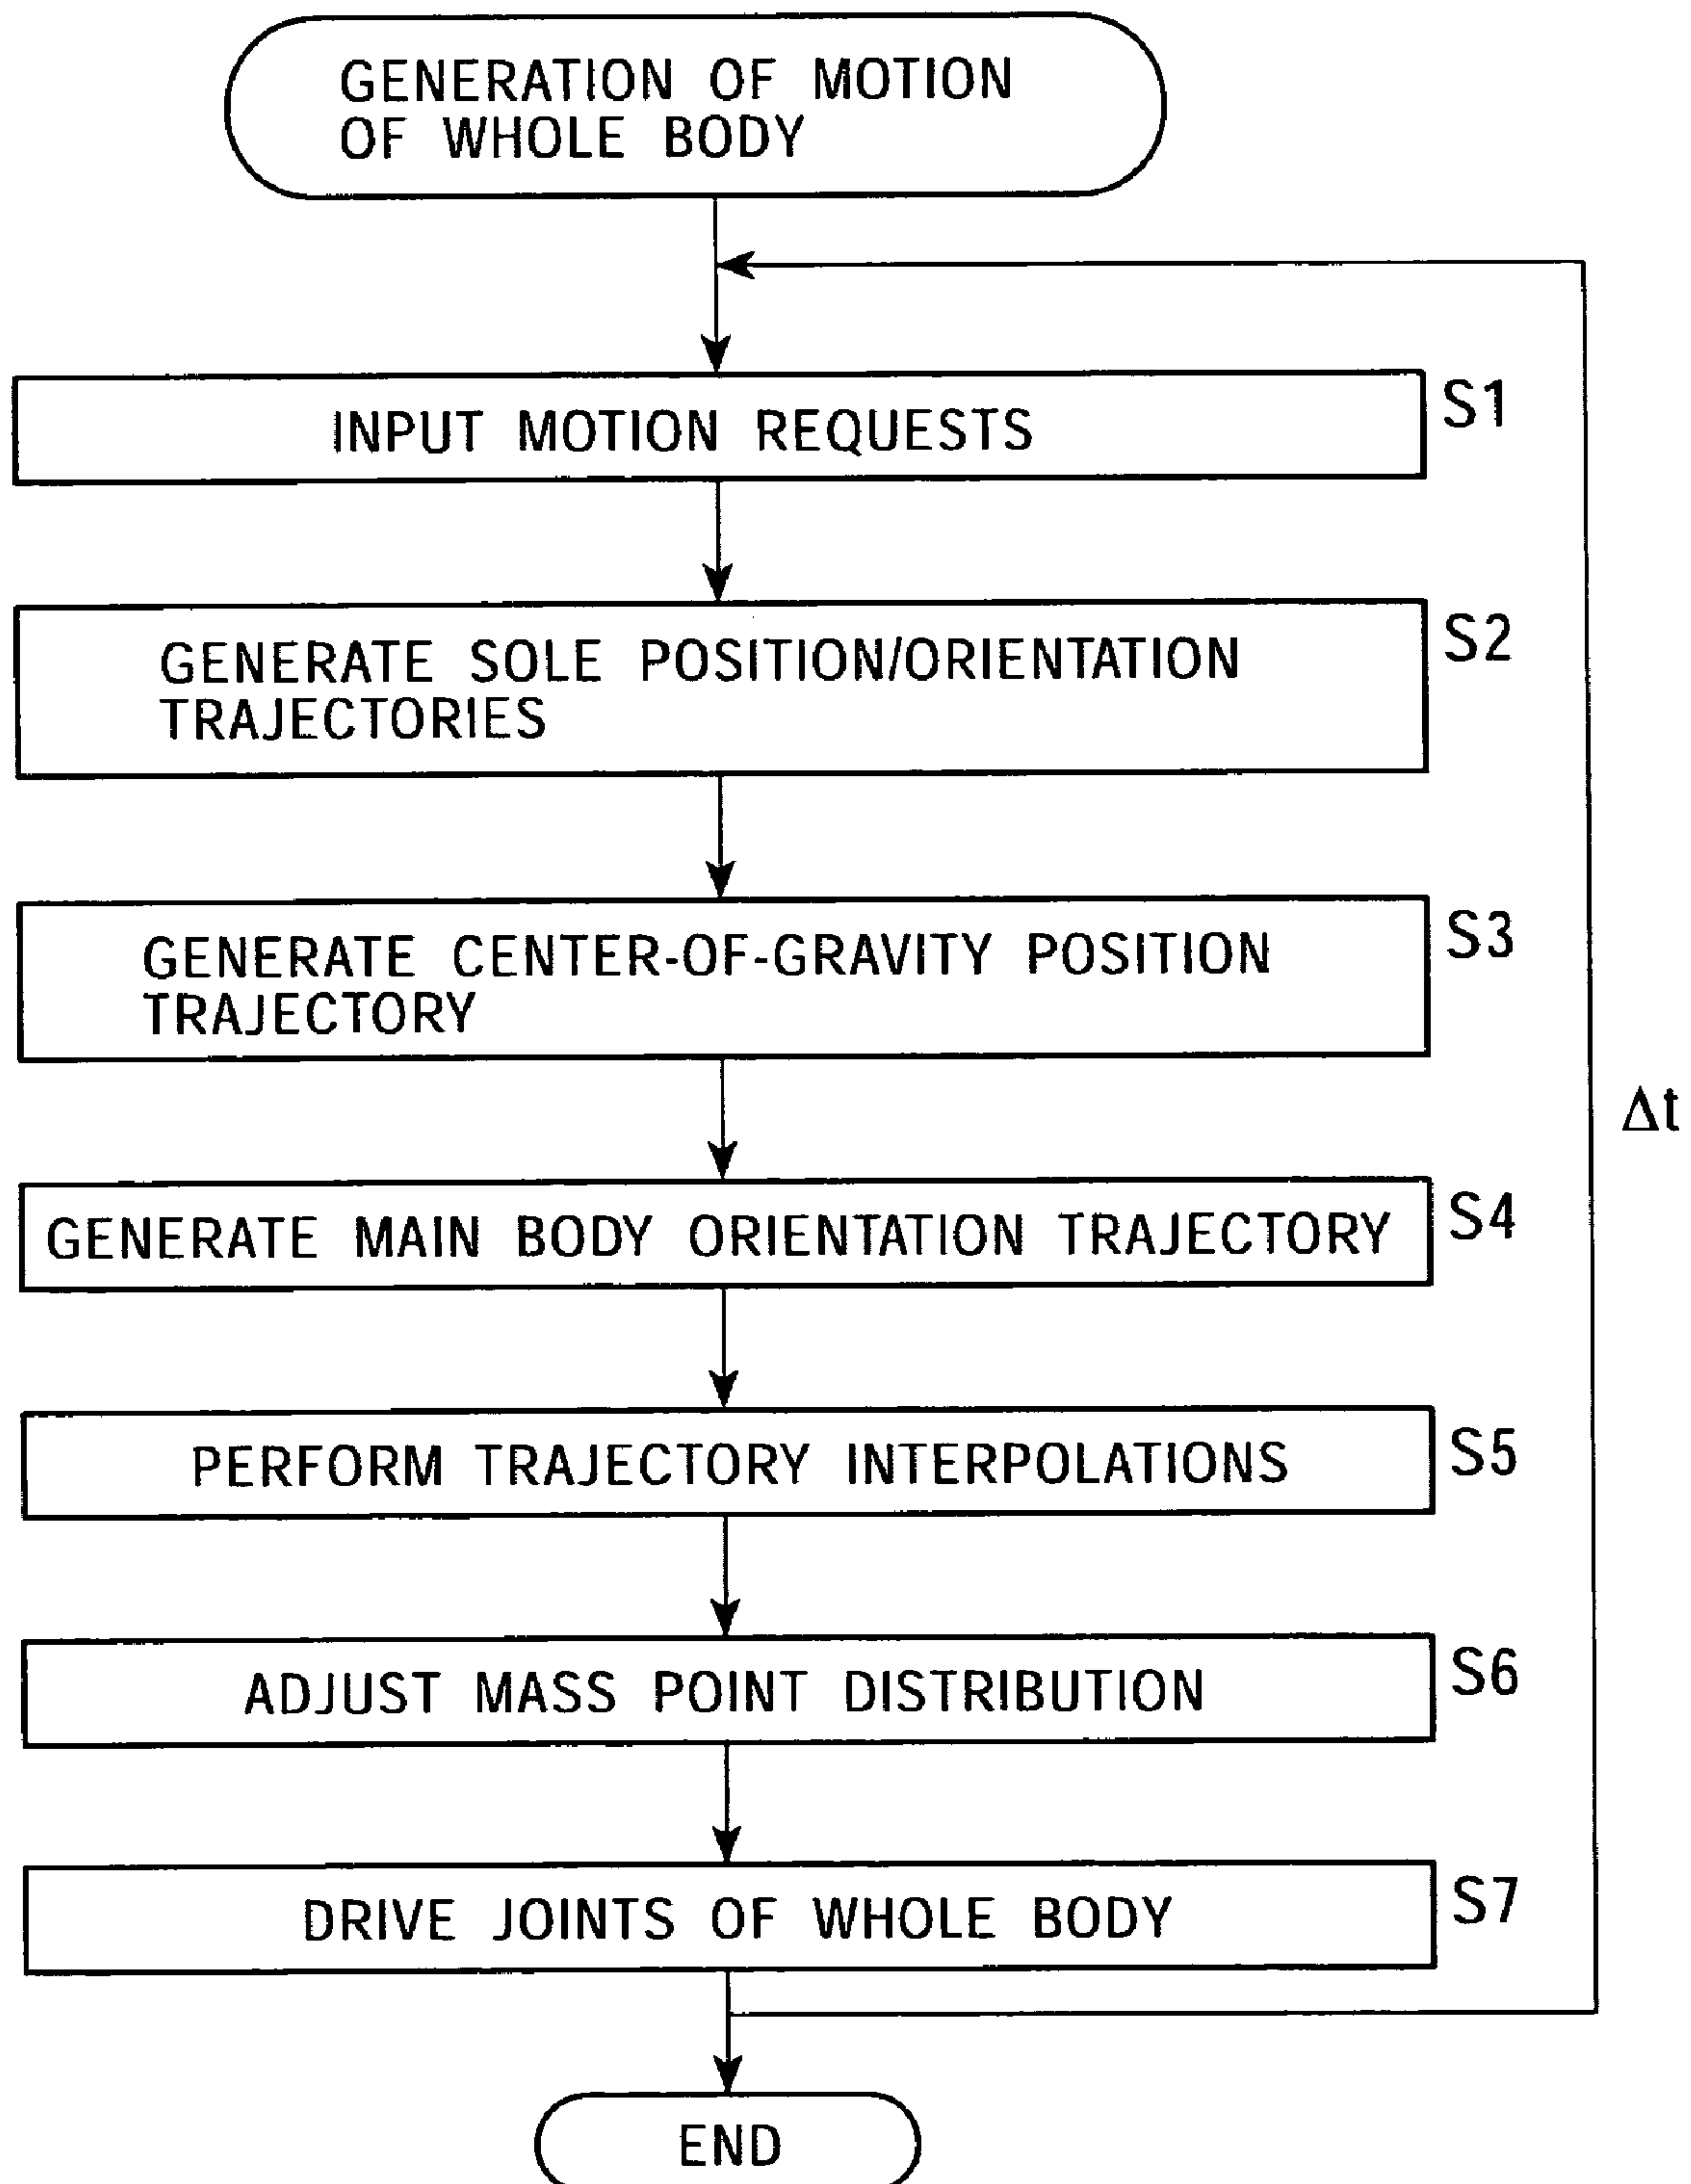 GENERATION OF MOTION
OF WHOLE BODY
INPUT MOTION REQUESTS
S1
GENERATE SOLE POSITION/ORIENTATION
TRAJECTORIES
S2
GENERATE CENTER-OF-GRAVITY POSITION
TRAJECTORY
S3
Δt
GENERATE MAIN BODY ORIENTATION TRAJECTORY
S4
PERFORM TRAJECTORY INTERPOLATIONS
S5
ADJUST MASS POINT DISTRIBUTION
S6
DRIVE JOINTS OF WHOLE BODY
S7
END